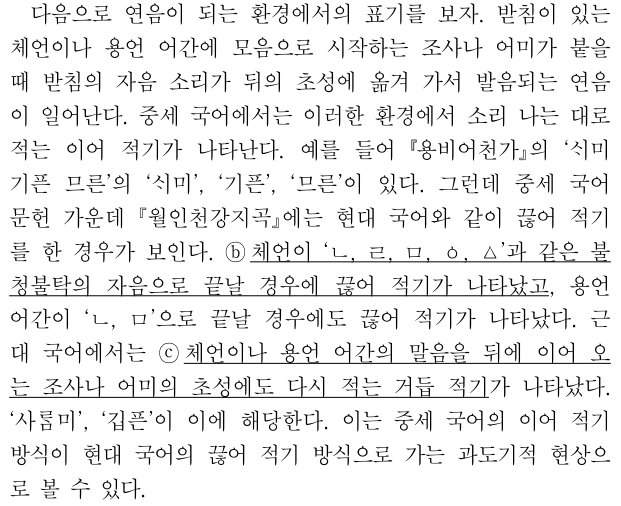 다음으로 연음이 되는 환경에서의 표기를 보자. 받침이 있는
체언이나 용언 어간에 모음으로 시작하는 조사나 어미가 붙을
때 받침의 자음 소리가 뒤의 초성에 옮겨 가서 발음되는 연음
이 일어난다. 중세 국어에서는 이러한 환경에서 소리 나는 대로
적는 이어 적기가 나타난다. 예를 들어 『용비어천가』의 ‘ᄉᆡ미
기픈 므른’의 ‘ᄉᆡ미’, ‘기픈’, ‘므른’이 있다. 그런데 중세 국어
문헌 가운데 『월인천강지곡』에는 현대 국어와 같이 끊어 적기
를 한 경우가 보인다. ⓑ체언이 ‘ㄴ, ㄹ, ㅁ, ㆁ, ㅿ’과 같은 불
청불탁의 자음으로 끝날 경우에 끊어 적기가 나타났고, 용언
어간이 ‘ㄴ, ㅁ’으로 끝날 경우에도 끊어 적기가 나타났다. 근
대 국어에서는 ⓒ체언이나 용언 어간의 말음을 뒤에 이어 오
는 조사나 어미의 초성에도 다시 적는 거듭 적기가 나타났다.
‘사ᄅᆞᆷ미’, ‘깁픈’이 이에 해당한다. 이는 중세 국어의 이어 적기
방식이 현대 국어의 끊어 적기 방식으로 가는 과도기적 현상으
로 볼 수 있다.